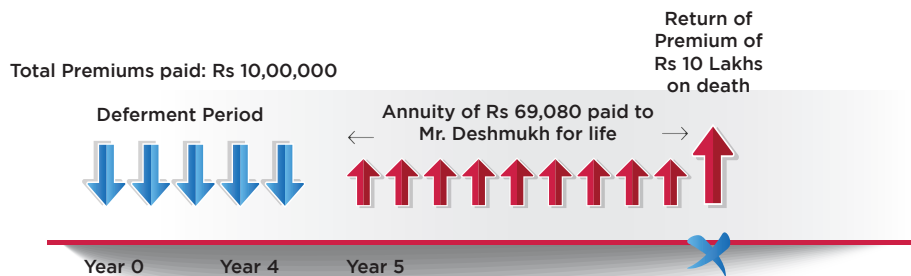 Return of
Premium of
Rs 10 Lakhs
on death
Total Premiums paid: Rs 10,00,000
Deferment Period
Annuity of Rs 69,080 paid to
Mr. Deshmukh for life
Year 0
Year 4
Year 5